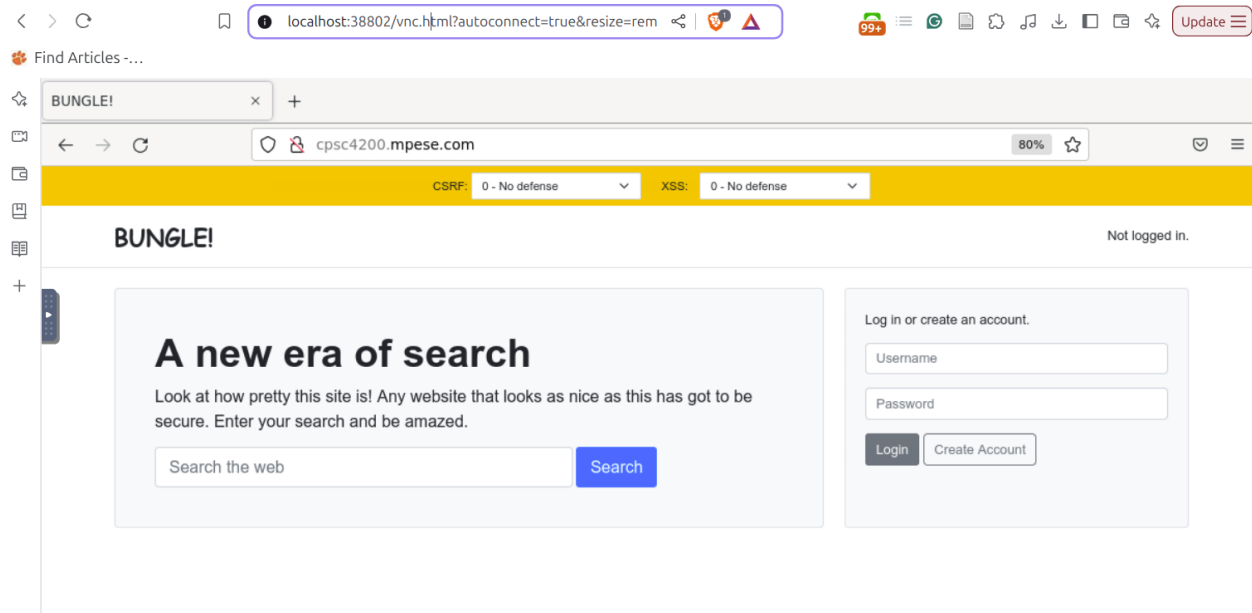 localhost:38802/vnc.html?autoconnect=true&resize=rem
1
99+
Update
Find Articles -...
BUNGLE!
cpsc4200.mpese.com
80%
CSRF: 0 - No defense XSS: 0 - No defense
BUNGLE!
Not logged in.
A new era of search
Look at how pretty this site is! Any website that looks as nice as this has got to be
secure. Enter your search and be amazed.
Search the web
Search
Log in or create an account.
Username
Password
Login
Create Account